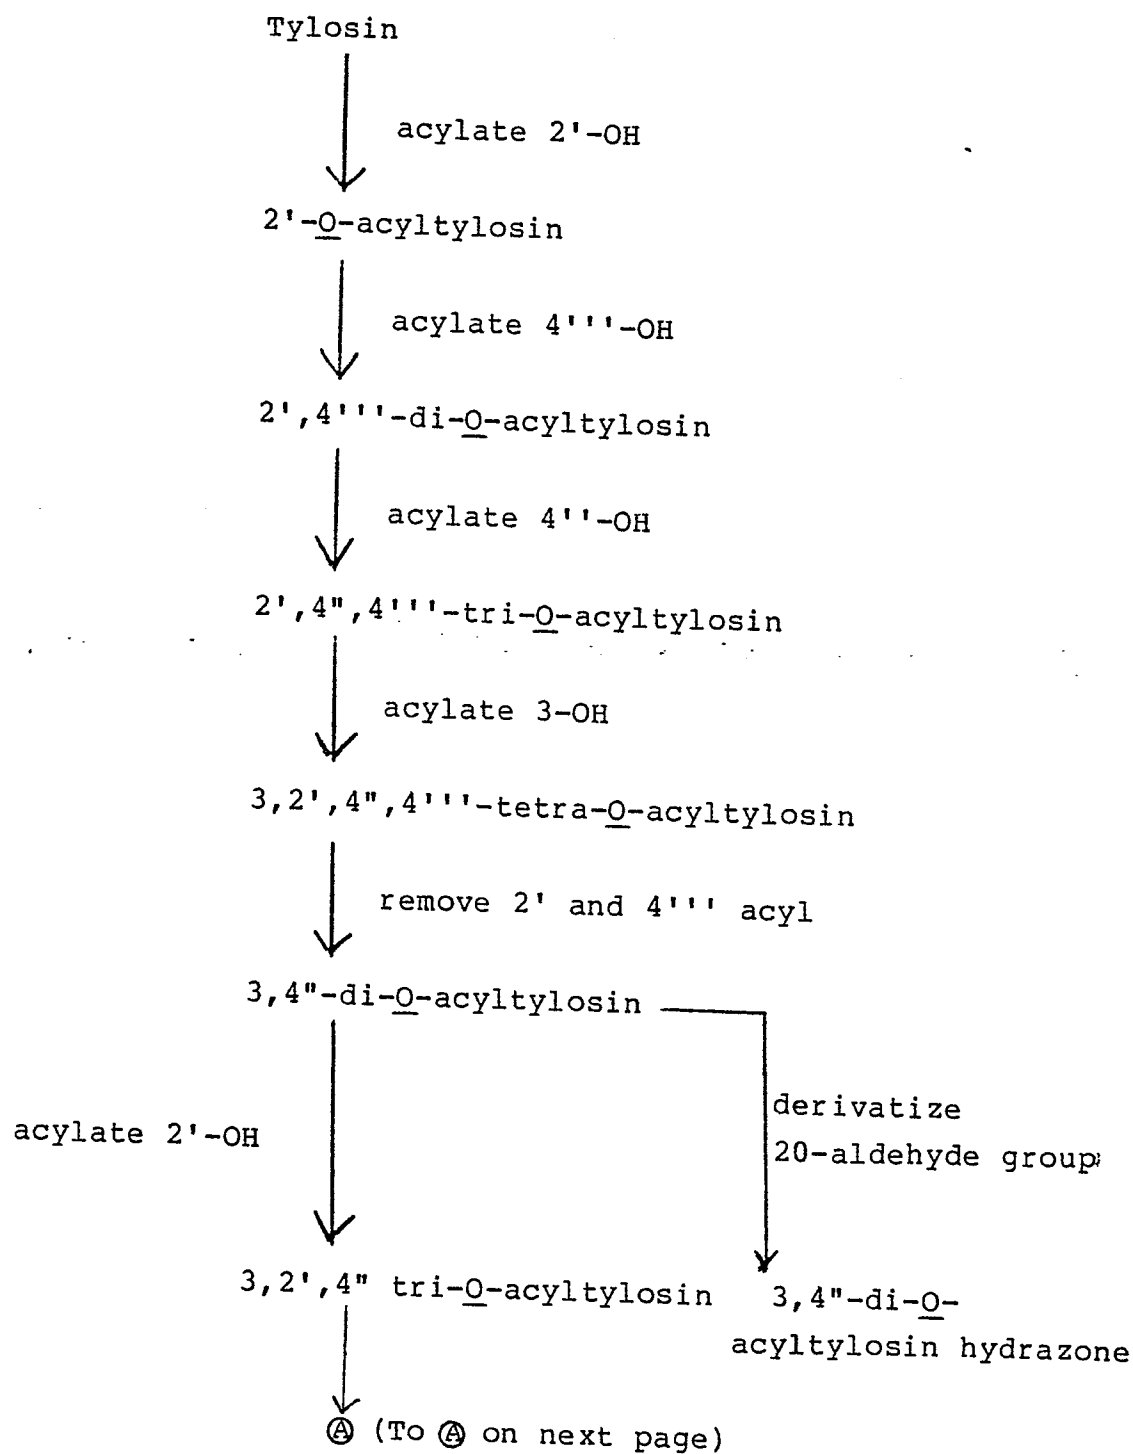 Tylosin
acylate 2'-OH
2'-O-acyltylosin
acylate 4'''-OH
2',4'''-di-O-acyltylosin
acylate 4''-OH
2',4",4'''-tri-O-acyltylosin
acylate 3-OH
3,2',4",4'''-tetra-O-acyltylosin
remove 2' and 4''' acyl
3,4"-di-O-acyltylosin
derivatize
20-aldehyde group
acylate 2'-OH
3,2',4" tri-O-acyltylosin
3,4"-di-O-
acyltylosin hydrazone
Ⓐ (To Ⓐ on next page)